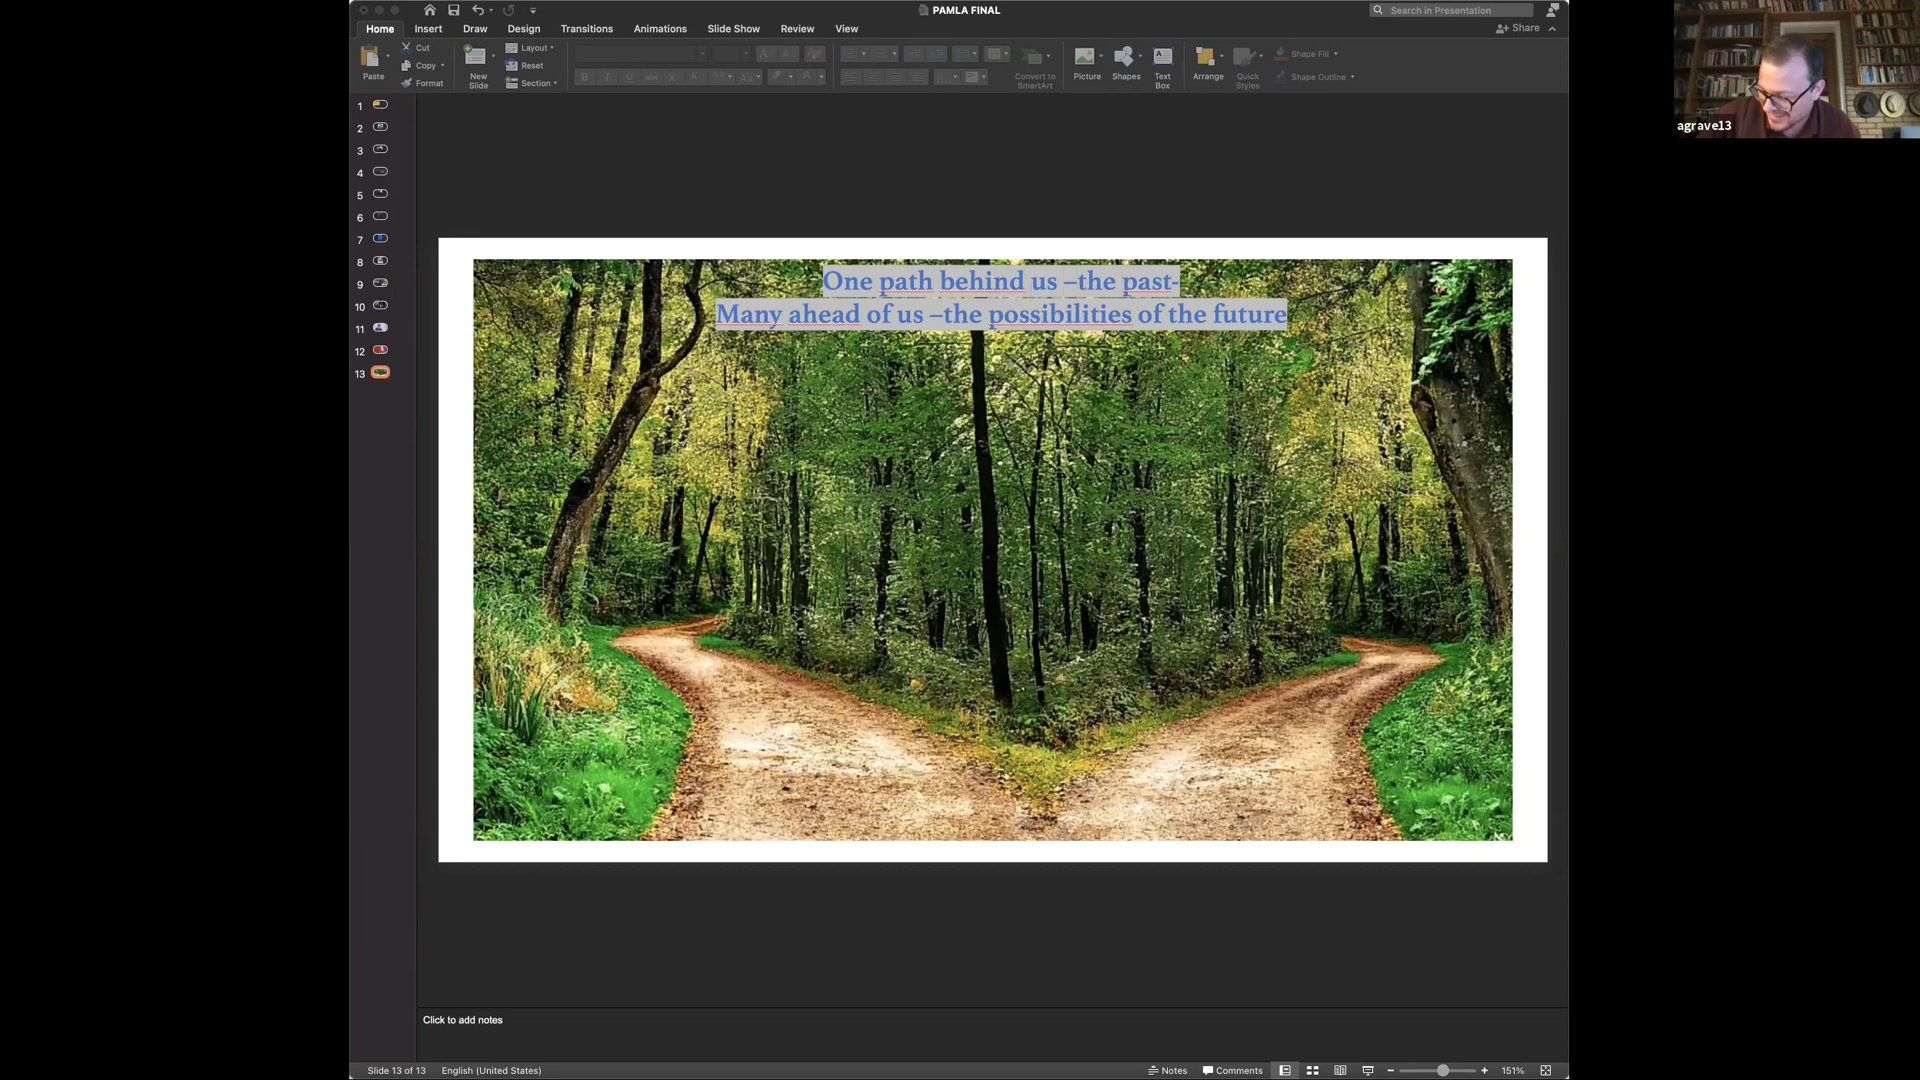 PAMLA FINAL
Search in Presentation
Home Insert Draw Design Transitions Animations Slide Show Review View
Share
Paste
Cut
Copy
Format
New
Slide
Layout
Reset
Section
Convert to
SmartArt
Picture
Shapes
Text
Box
Arrange
Quick
Styles
Shape Fill
Shape Outline
1
2
3
4
5
6
7
8
9
10
11
12
13
One path behind us –the past-
Many ahead of us –the possibilities of the future
Click to add notes
Slide 13 of 13 English (United States)
Notes Comments 151%
agrave13